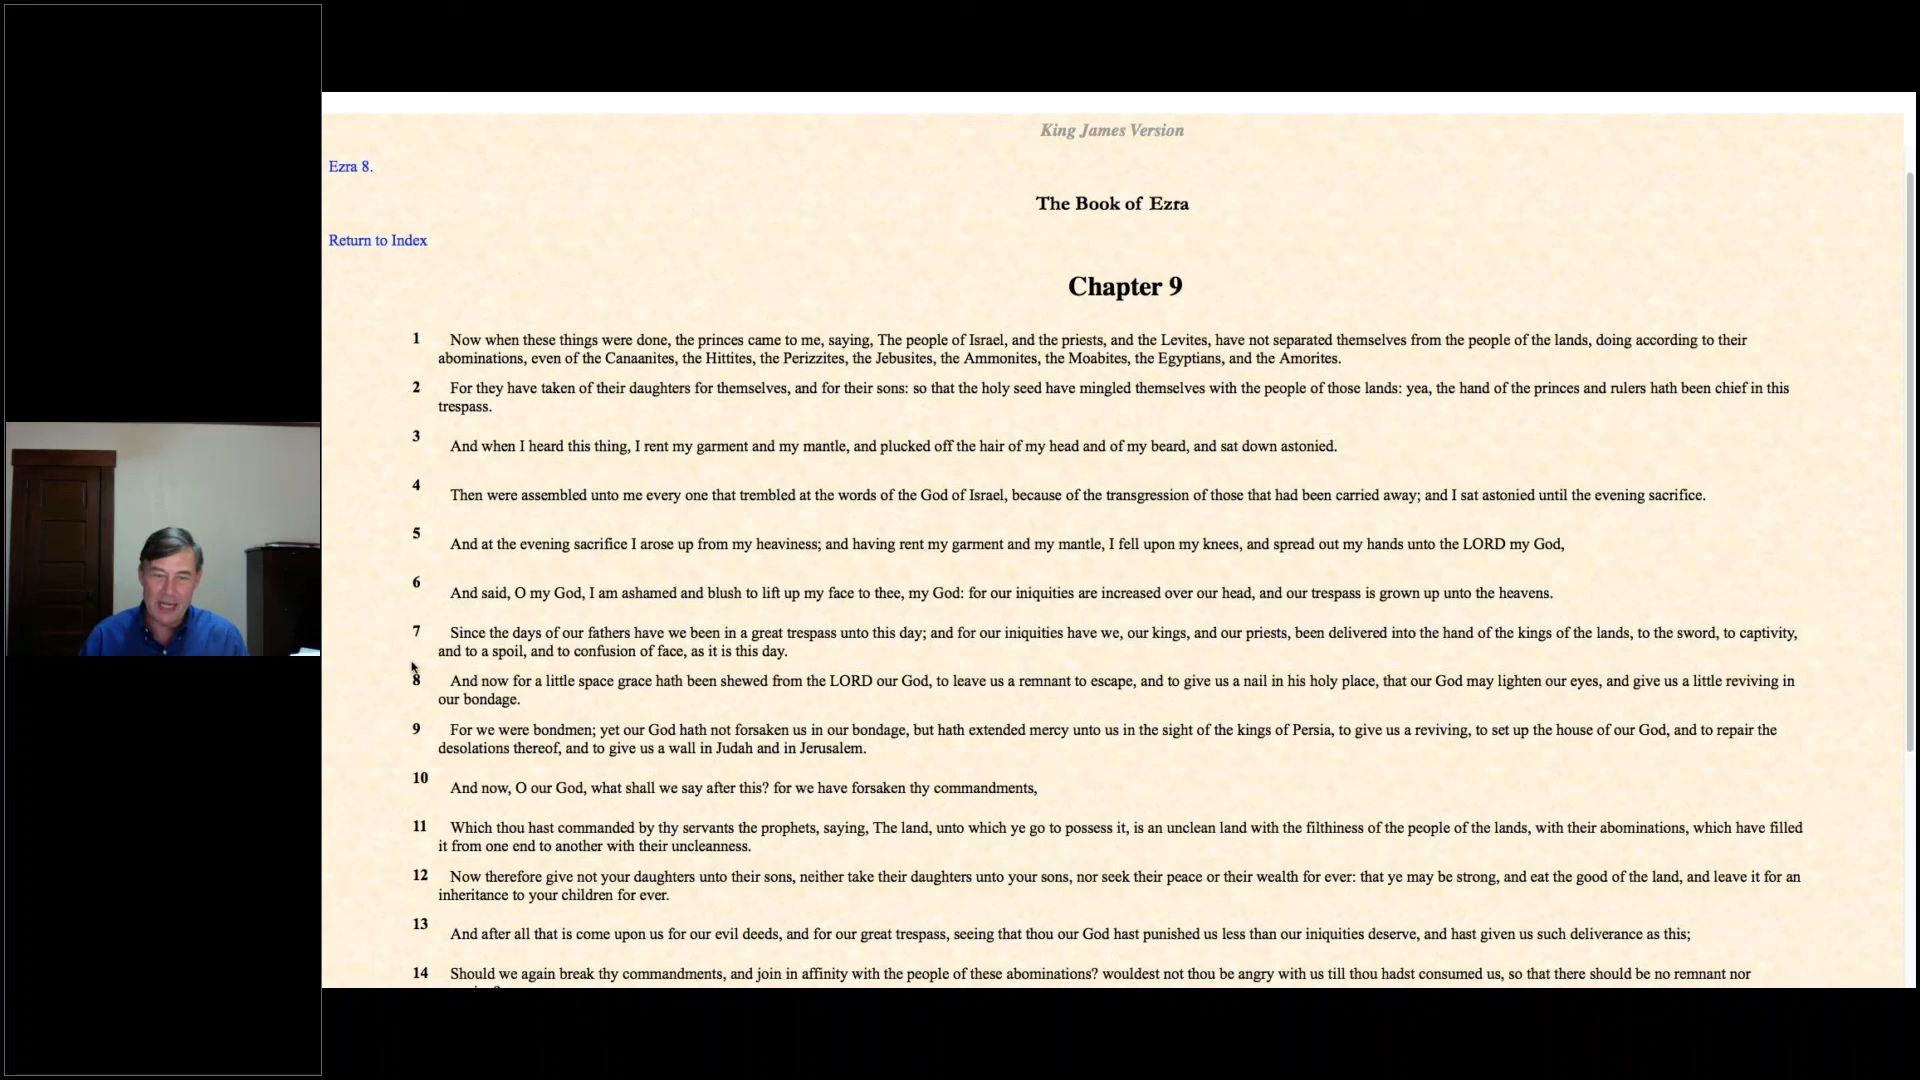 King James Version
Ezra 8.
The Book of Ezra
Return to Index
Chapter 9
1 Now when these things were done, the princes came to me, saying, The people of Israel, and the priests, and the Levites, have not separated themselves from the people of the lands, doing according to their
abominations, even of the Canaanites, the Hittites, the Perizzites, the Jebusites, the Ammonites, the Moabites, the Egyptians, and the Amorites.
2 For they have taken of their daughters for themselves, and for their sons: so that the holy seed have mingled themselves with the people of those lands: yea, the hand of the princes and rulers hath been chief in this
trespass.
3 And when I heard this thing, I rent my garment and my mantle, and plucked off the hair of my head and of my beard, and sat down astonied.
4 Then were assembled unto me every one that trembled at the words of the God of Israel, because of the transgression of those that had been carried away; and I sat astonied until the evening sacrifice.
5 And at the evening sacrifice I arose up from my heaviness; and having rent my garment and my mantle, I fell upon my knees, and spread out my hands unto the LORD my God,
6 And said, O my God, I am ashamed and blush to lift up my face to thee, my God: for our iniquities are increased over our head, and our trespass is grown up unto the heavens.
7 Since the days of our fathers have we been in a great trespass unto this day; and for our iniquities have we, our kings, and our priests, been delivered into the hand of the kings of the lands, to the sword, to captivity,
and to a spoil, and to confusion of face, as it is this day.
8 And now for a little space grace hath been shewed from the LORD our God, to leave us a remnant to escape, and to give us a nail in his holy place, that our God may lighten our eyes, and give us a little reviving in
our bondage.
9 For we were bondmen; yet our God hath not forsaken us in our bondage, but hath extended mercy unto us in the sight of the kings of Persia, to give us a reviving, to set up the house of our God, and to repair the
desolations thereof, and to give us a wall in Judah and in Jerusalem.
10 And now, O our God, what shall we say after this? for we have forsaken thy commandments,
11 Which thou hast commanded by thy servants the prophets, saying, The land, unto which ye go to possess it, is an unclean land with the filthiness of the people of the lands, with their abominations, which have filled
it from one end to another with their uncleanness.
12 Now therefore give not your daughters unto their sons, neither take their daughters unto your sons, nor seek their peace or their wealth for ever: that ye may be strong, and eat the good of the land, and leave it for an
inheritance to your children for ever.
13 And after all that is come upon us for our evil deeds, and for our great trespass, seeing that thou our God hast punished us less than our iniquities deserve, and hast given us such deliverance as this;
14 Should we again break thy commandments, and join in affinity with the people of these abominations? wouldest not thou be angry with us till thou hadst consumed us, so that there should be no remnant nor